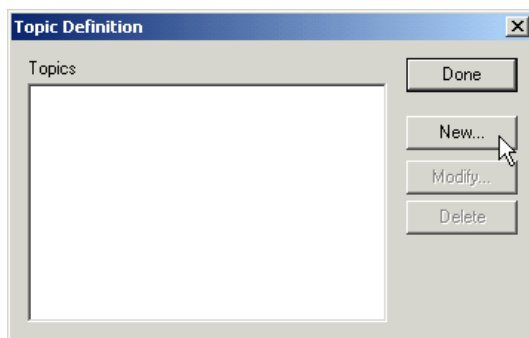 Topic Definition
Topics
Done
New...
Modify...
Delete